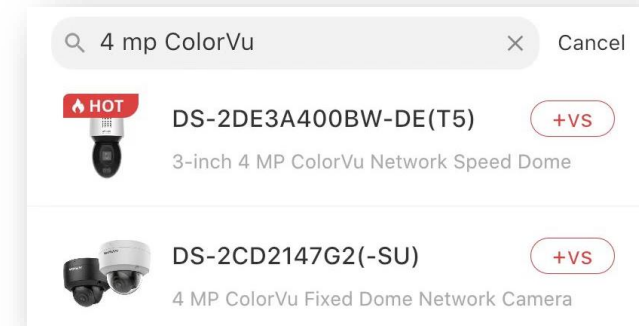 4 mp ColorVu
Cancel
HOT
DS-2DE3A400BW-DE(T5)
+VS
3-inch 4 MP ColorVu Network Speed Dome
DS-2CD2147G2(-SU)
+VS
4 MP ColorVu Fixed Dome Network Camera